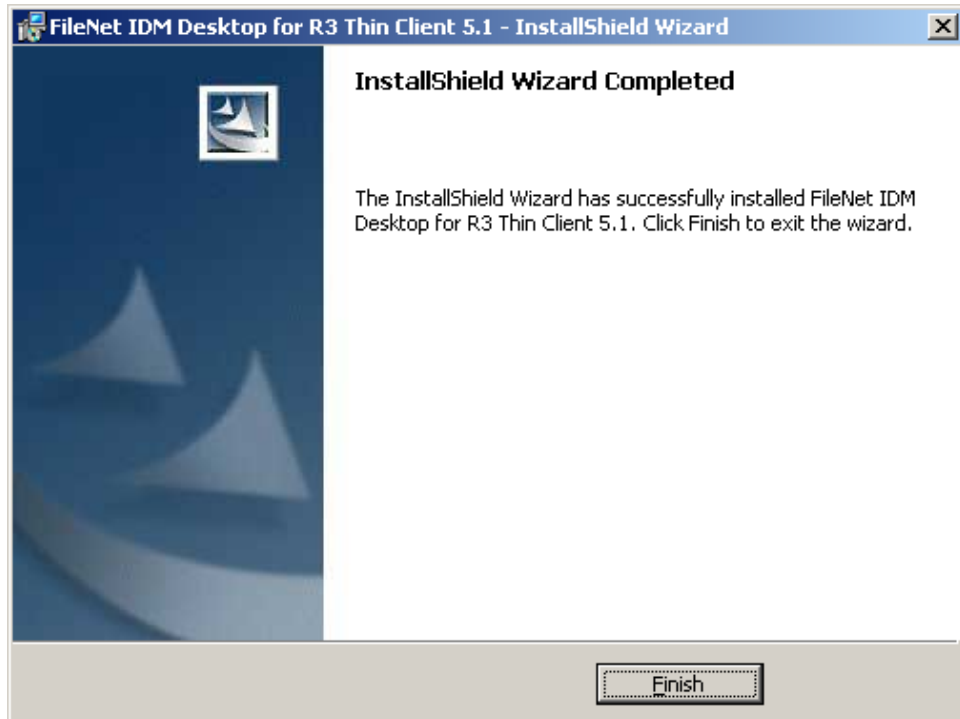 FileNet IDM Desktop for R3 Thin Client 5.1 - InstallShield Wizard
InstallShield Wizard Completed
The InstallShield Wizard has successfully installed FileNet IDM
Desktop for R3 Thin Client 5.1. Click Finish to exit the wizard.
Finish